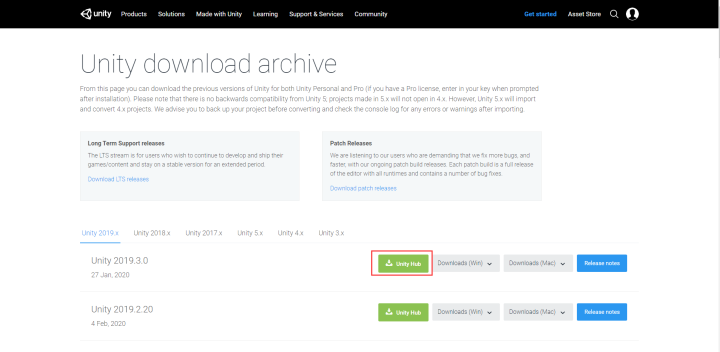 unity Products Solutions Made with Unity Learning Support & Services Community Get started Asset Store
Unity download archive
From this page you can download the previous versions of Unity for both Unity Personal and Pro (if you have a Pro license, enter in your key when prompted
after installation). Please note that there is no backwards compatibility from Unity 5; projects made in 5.x will not open in 4.x. However, Unity 5.x will import
and convert 4.x projects. We advise you to back up your project before converting and check the console log for any errors or warnings after importing.
Long Term Support releases
The LTS stream is for users who wish to continue to develop and ship their
games/content and stay on a stable version for an extended period.
Download LTS releases
Patch Releases
We are listening to our users who are demanding that we fix more bugs, and
faster, with our ongoing patch build releases. Each patch build is a full release
of the editor with all runtimes and contains a number of bug fixes.
Download patch releases
Unity 2019.x Unity 2018.x Unity 2017.x Unity 5.x Unity 4.x Unity 3.x
Unity 2019.3.0
27 Jan, 2020
Unity Hub Downloads (Win) Downloads (Mac) Release notes
Unity 2019.2.20
4 Feb, 2020
Unity Hub Downloads (Win) Downloads (Mac) Release notes